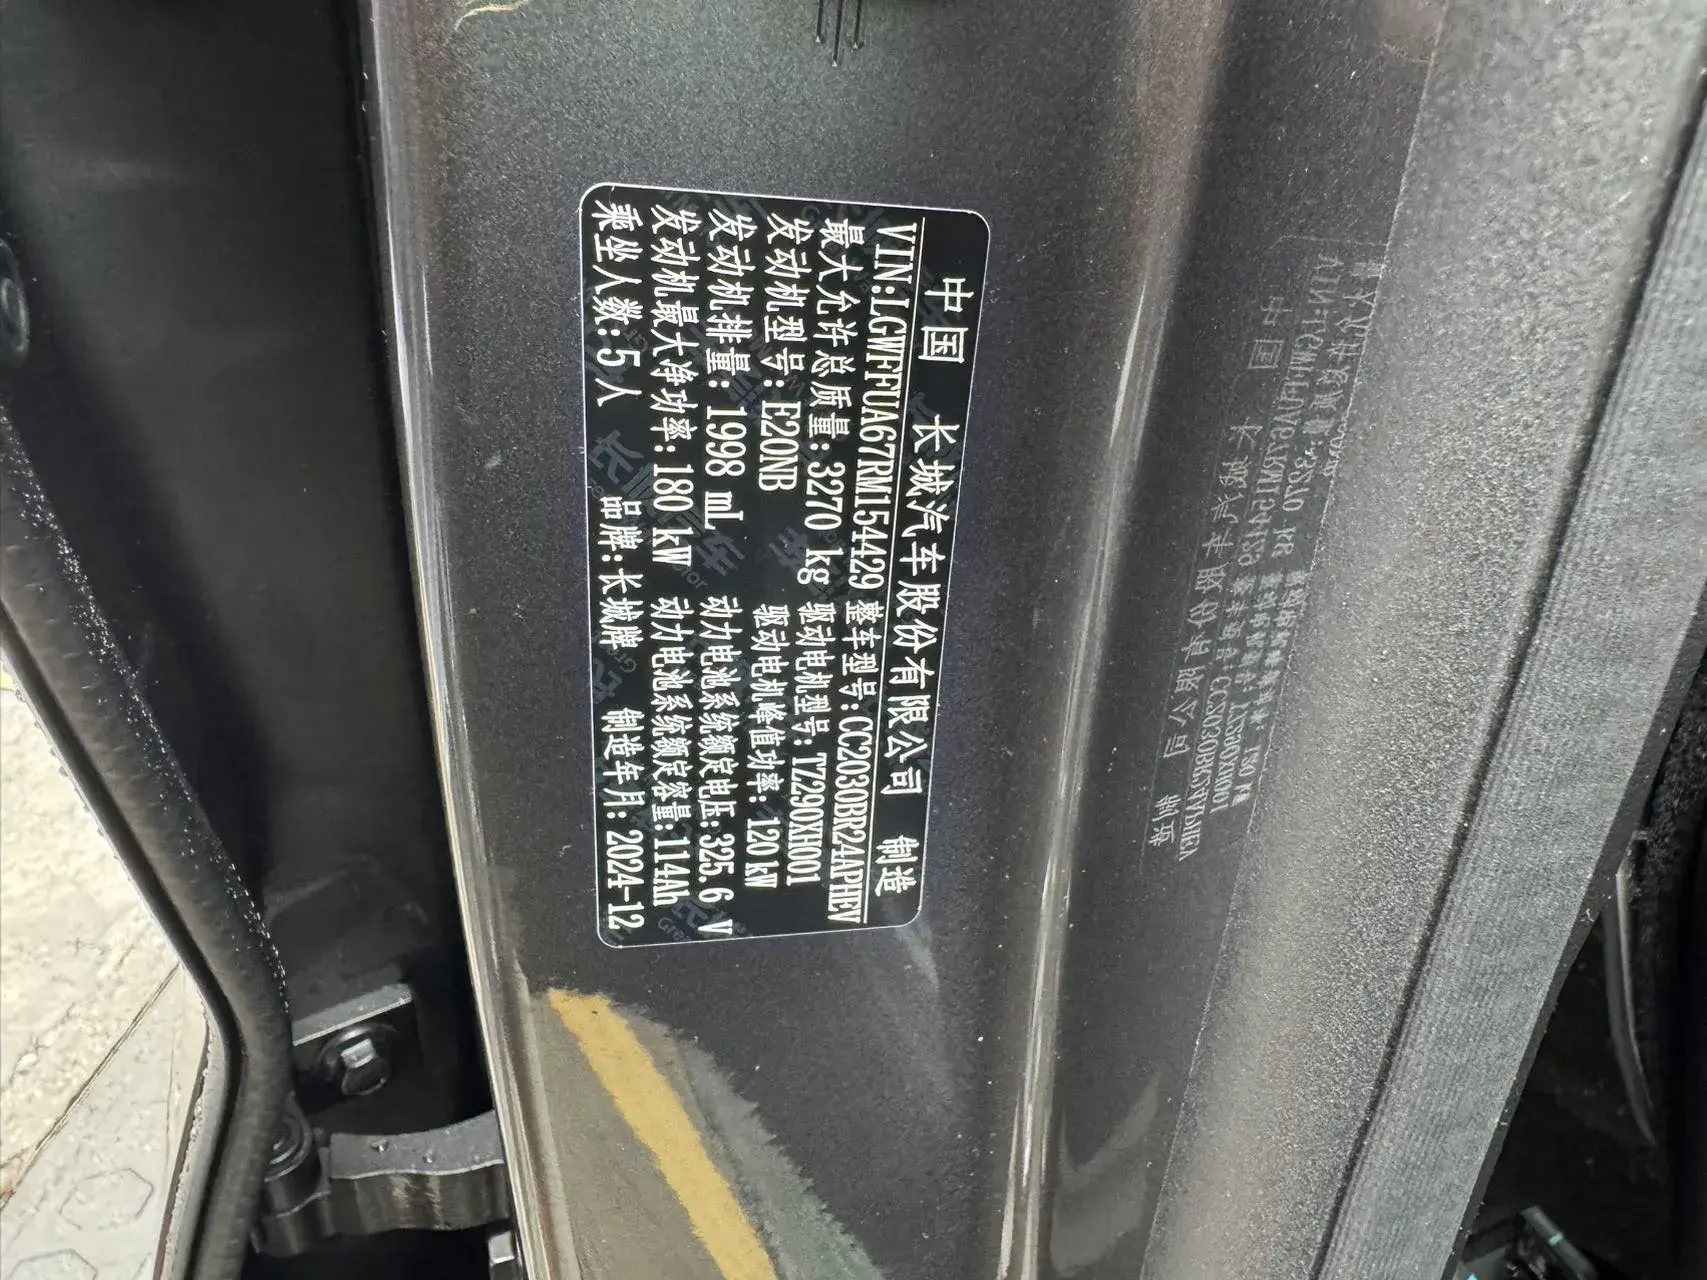 中国 长城汽车股份有限公司 制造
VIN:LGWFFUA67RM154429 整车型号:CC2030BR24APHEV
最大允许总质量:3270 kg 驱动电机型号:TZ290XH001
发动机型号:E20NB 驱动电机峰值功率:120 kW
发动机排量:1998 mL 动力电池系统额定电压:325.6 V
发动机最大净功率:180 kW 动力电池系统额定容量:114Ah
乘坐人数:5人 品牌:长城牌 制造年月:2024-12